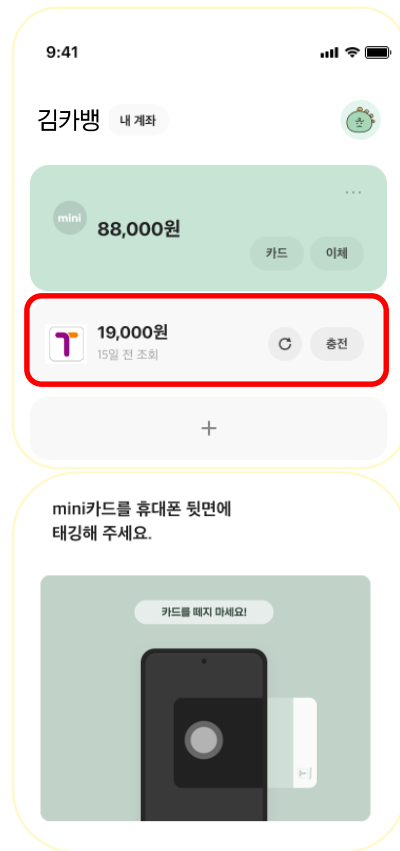 9:41
김카뱅 내 계좌
mini
88,000원
카드 이체
T
19,000원
15일 전 조회
충전
+
mini카드를 휴대폰 뒷면에
태깅해 주세요.
카드를 떼지 마세요!